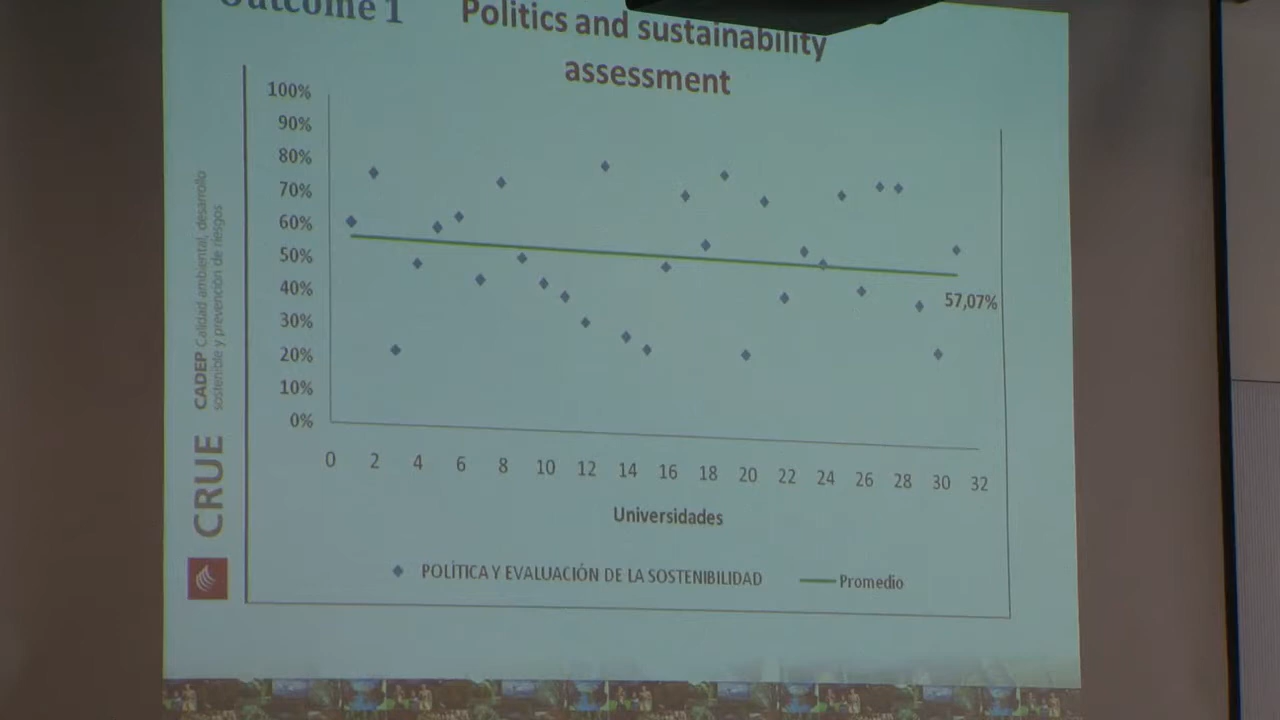 Outcome 1
Politics and sustainability
assessment
100%
90%
80%
70%
60%
50%
40%
30%
20%
10%
0%
57,07%
0 2 4 6 8 10 12 14 16 18 20 22 24 26 28 30 32
Universidades
POLÍTICA Y EVALUACIÓN DE LA SOSTENIBILIDAD
Promedio
CRUE
CADEP Calidad ambiental, desarrollo
sostenible y prevención de riesgos